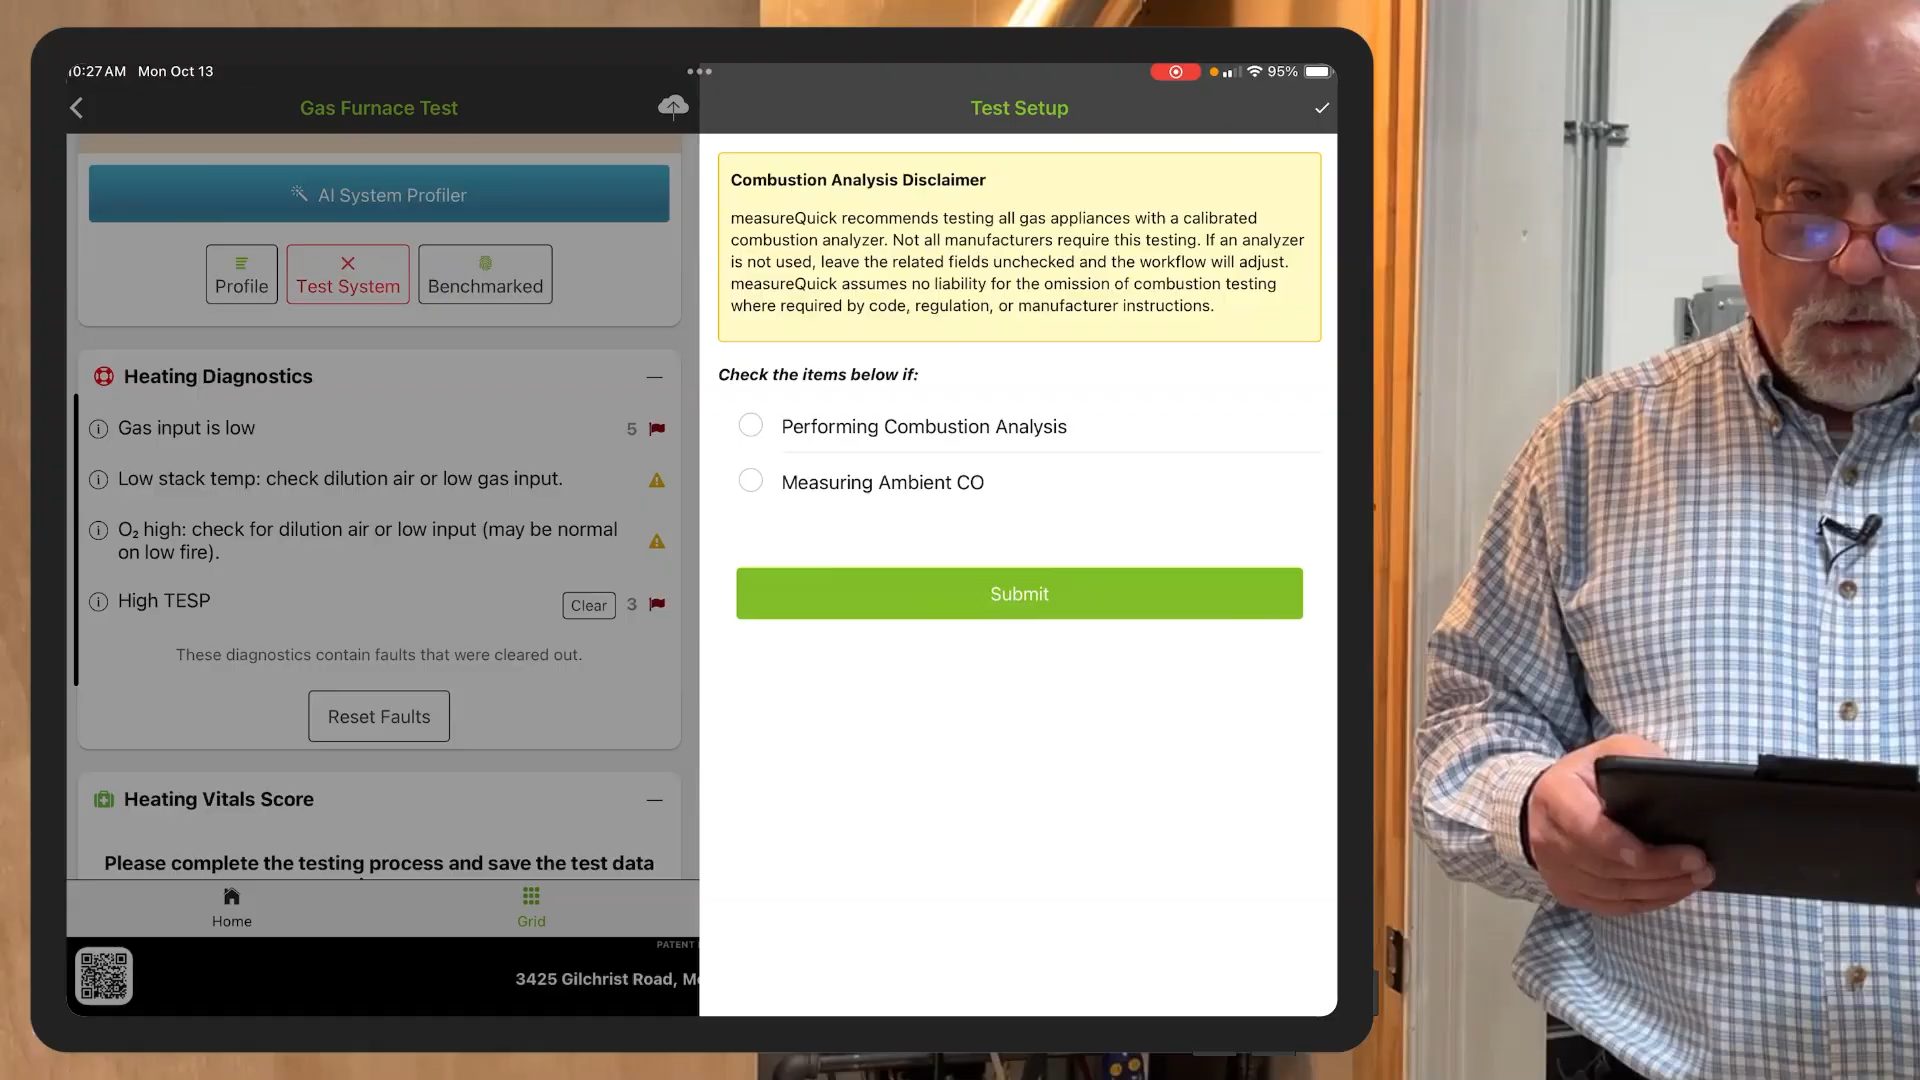 0:27 AM Mon Oct 13
95%
Gas Furnace Test
AI System Profiler
Profile
Test System
Benchmarked
Heating Diagnostics
Gas input is low
5
Low stack temp: check dilution air or low gas input.
O₂ high: check for dilution air or low input (may be normal
on low fire).
High TESP
Clear
3
These diagnostics contain faults that were cleared out.
Reset Faults
Heating Vitals Score
Please complete the testing process and save the test data
Home
Grid
PATENT
3425 Gilchrist Road, Mo
Test Setup
Combustion Analysis Disclaimer
measureQuick recommends testing all gas appliances with a calibrated
combustion analyzer. Not all manufacturers require this testing. If an analyzer
is not used, leave the related fields unchecked and the workflow will adjust.
measureQuick assumes no liability for the omission of combustion testing
where required by code, regulation, or manufacturer instructions.
Check the items below if:
Performing Combustion Analysis
Measuring Ambient CO
Submit